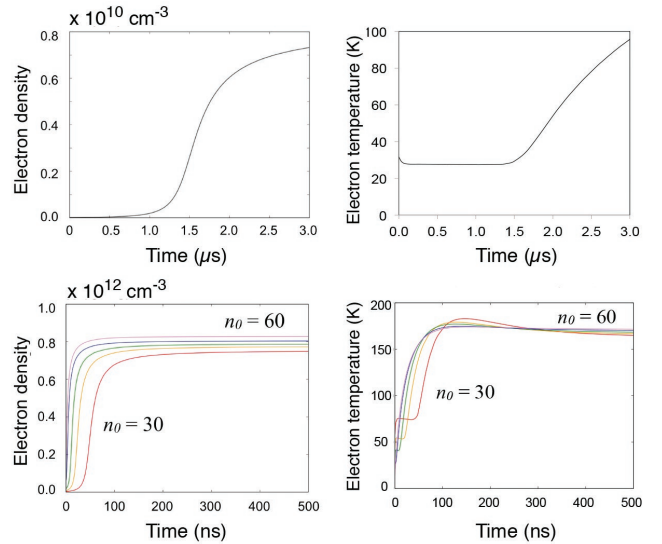 x 10¹⁰ cm⁻³
Electron density
0.8
0.6
0.4
0.2
0.0
0 0.5 1.0 1.5 2.0 2.5 3.0
Time (µs)
Electron temperature (K)
100
80
60
40
20
0
0.0 0.5 1.0 1.5 2.0 2.5 3.0
Time (µs)
x 10¹² cm⁻³
Electron density
1.0
0.8
0.6
0.4
0.2
0.0
n₀ = 60
n₀ = 30
0 100 200 300 400 500
Time (ns)
Electron temperature (K)
200
150
100
50
0
n₀ = 60
n₀ = 30
0 100 200 300 400 500
Time (ns)